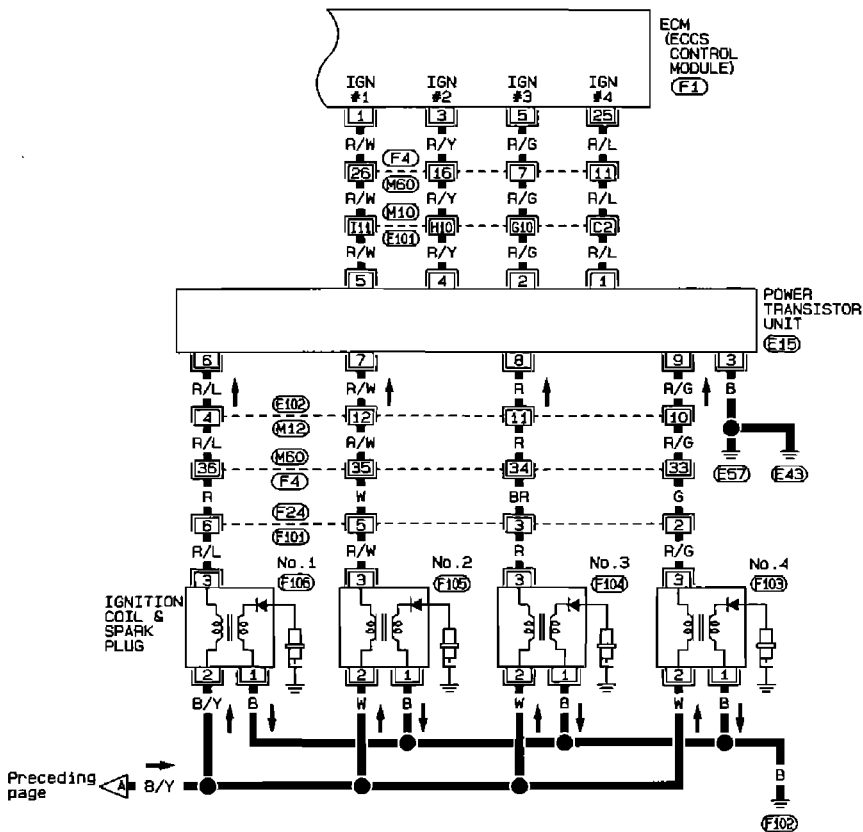 ECM
(ECCS
CONTROL
MODULE)
F1
IGN #1 IGN #2 IGN #3 IGN #4
1 3 5 25
R/W R/Y R/G R/L
F4
26 16 7 11
M60
R/W R/Y R/G R/L
M10
I11 H10 G10 C2
E101
R/W R/Y R/G R/L
5 4 2 1
POWER
TRANSISTOR
UNIT
E15
6 7 8 9 3
R/L R/W R R/G B
E102
4 12 11 10
M12
R/L R/W R R/G
M60
36 35 34 33
E57 E43
F4
R W BR G
F24
6 5 3 2
F101
R/L R/W R R/G
No.1 No.2 No.3 No.4
3 F106 3 F105 3 F104 3 F103
IGNITION
COIL &
SPARK
PLUG
2 1 2 1 2 1 2 1
B/Y B W B W B W B
Preceding
page
A B/Y
B
F102